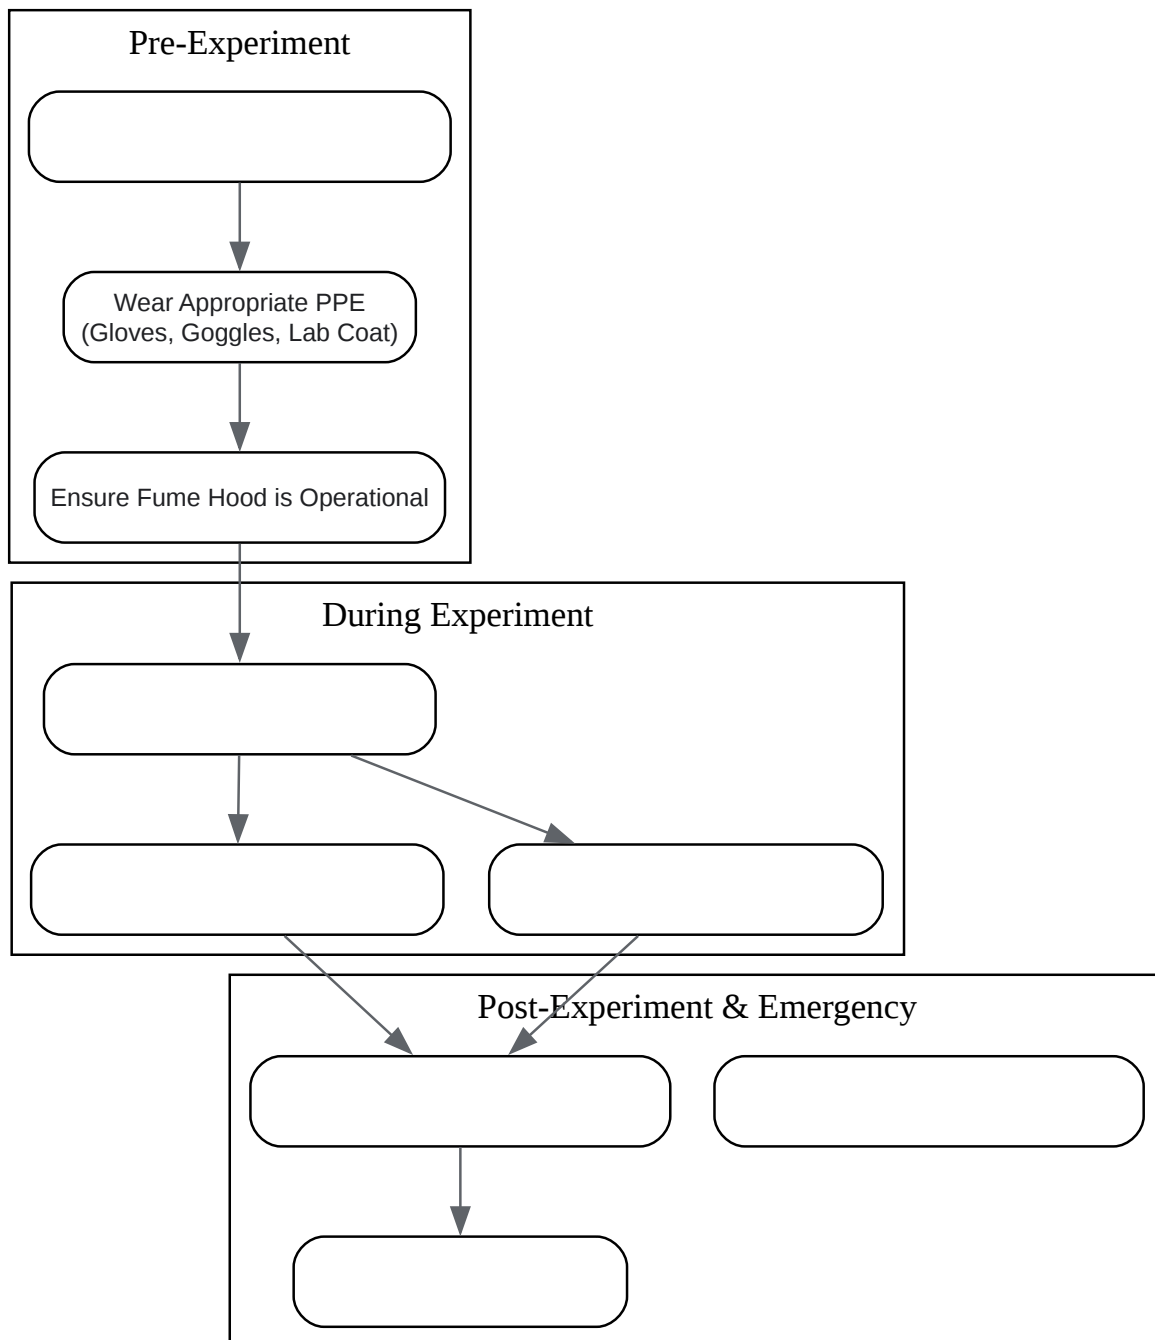 Pre-Experiment
Wear Appropriate PPE
(Gloves, Goggles, Lab Coat)
Ensure Fume Hood is Operational
During Experiment
Post-Experiment & Emergency